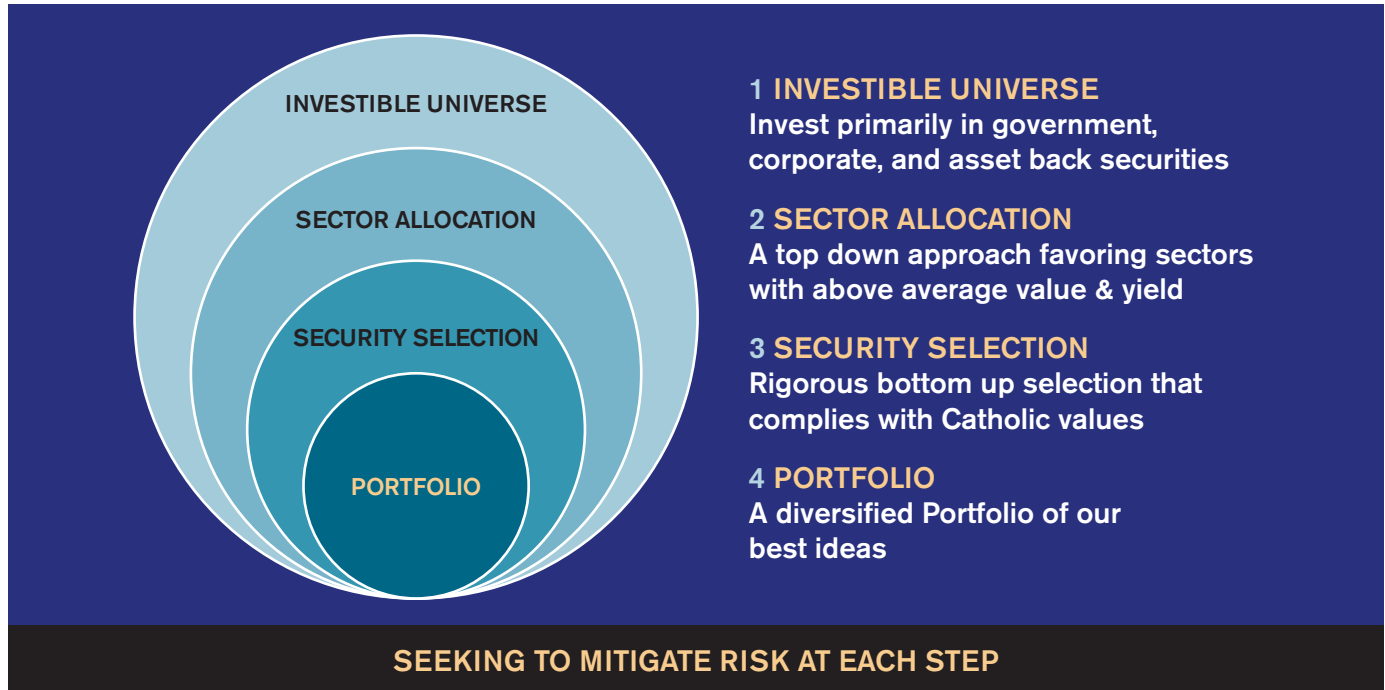 INVESTIBLE UNIVERSE
SECTOR ALLOCATION
SECURITY SELECTION
PORTFOLIO
1 INVESTIBLE UNIVERSE
Invest primarily in government,
corporate, and asset back securities
2 SECTOR ALLOCATION
A top down approach favoring sectors
with above average value & yield
3 SECURITY SELECTION
Rigorous bottom up selection that
complies with Catholic values
4 PORTFOLIO
A diversified Portfolio of our
best ideas
SEEKING TO MITIGATE RISK AT EACH STEP